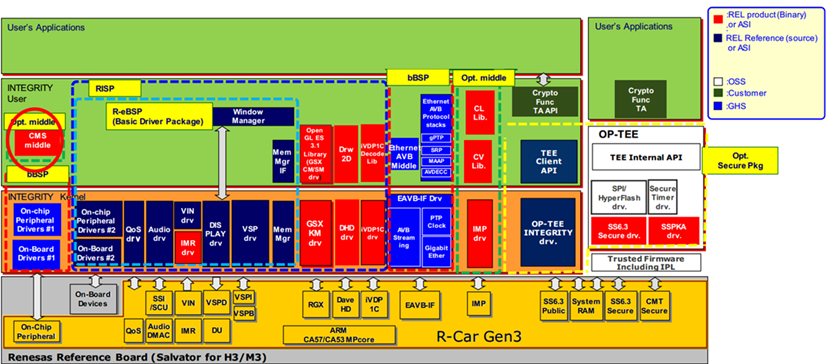 User's Applications
User's Applications
:REL product(Binary)
or ASI
REL Reference (source)
or ASI
:OSS
:Customer
:GHS
INTEGRITY
User
RISP
bBSP
Opt. middle
Opt. middle
CMS
middle
bBSP
R-eBSP
(Basic Driver Package)
Window
Manager
Mem
Mgr
IF
Open
GL ES
3.1
Library
(GSX
CM/SM
drv
Drw
2D
iVDP1C
Decoder
Lib
Ethernet
AVB
Middle
Ethernet
AVB
Protocol
stacks
gPTP
SRP
MAAP
AVDECC
CL
Lib.
CV
Lib.
Crypto
Func
TA API
TEE
Client
API
Crypto
Func
TA
OP-TEE
TEE Internal API
SPI/
HyperFlash
drv.
Secure
Timer
drv.
SS6.3
Secure drv.
SSPKA
drv.
Trusted Firmware
Including IPL
Opt.
Secure Pkg
INTEGRITY Kernel
On-chip
Peripheral
Drivers #1
On-Board
Drivers #1
On-chip
Peripheral
Drivers #2
On-Board
Drivers #2
QoS
drv
Audio
drv
VIN
drv
IMR
drv
DIS
PLAY
drv
VSP
drv
Mem
Mgr
GSX
KM drv
DHD
drv
iVDP1C
drv
EAVB-IF Drv
AVB
Stream
ing
PTP
Clock
Gigabit
Ether
IMP
drv
OP-TEE
INTEGRITY
drv.
On-Board
Devices
On-Chip
Peripheral
SSI
/SCU
VIN
VSPD
VSPI
VSPB
QoS
Audio
DMAC
IMR
DU
RGX
Dave
HD
iVDP
1C
EAVB-IF
IMP
SS6.3
Public
System
RAM
SS6.3
Secure
CMT
Secure
ARM
CA57/CA53 MPcore
R-Car Gen3
Renesas Reference Board (Salvator for H3/M3)